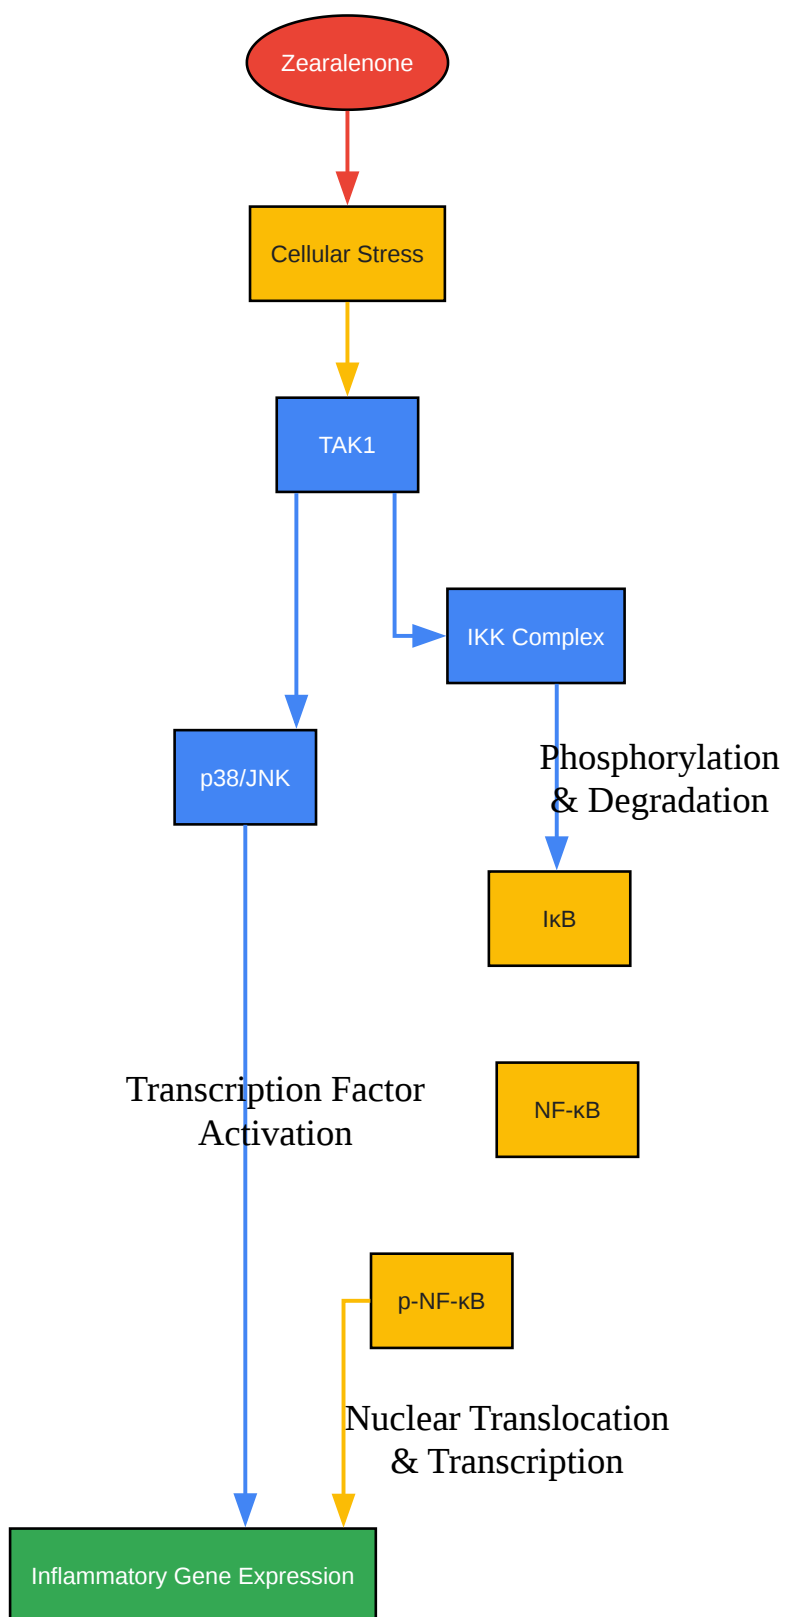 Zearalenone
Cellular Stress
TAK1
IKK Complex
Phosphorylation
& Degradation
p38/JNK
IκB
Transcription Factor
Activation
NF-κB
p-NF-κB
Nuclear Translocation
& Transcription
Inflammatory Gene Expression